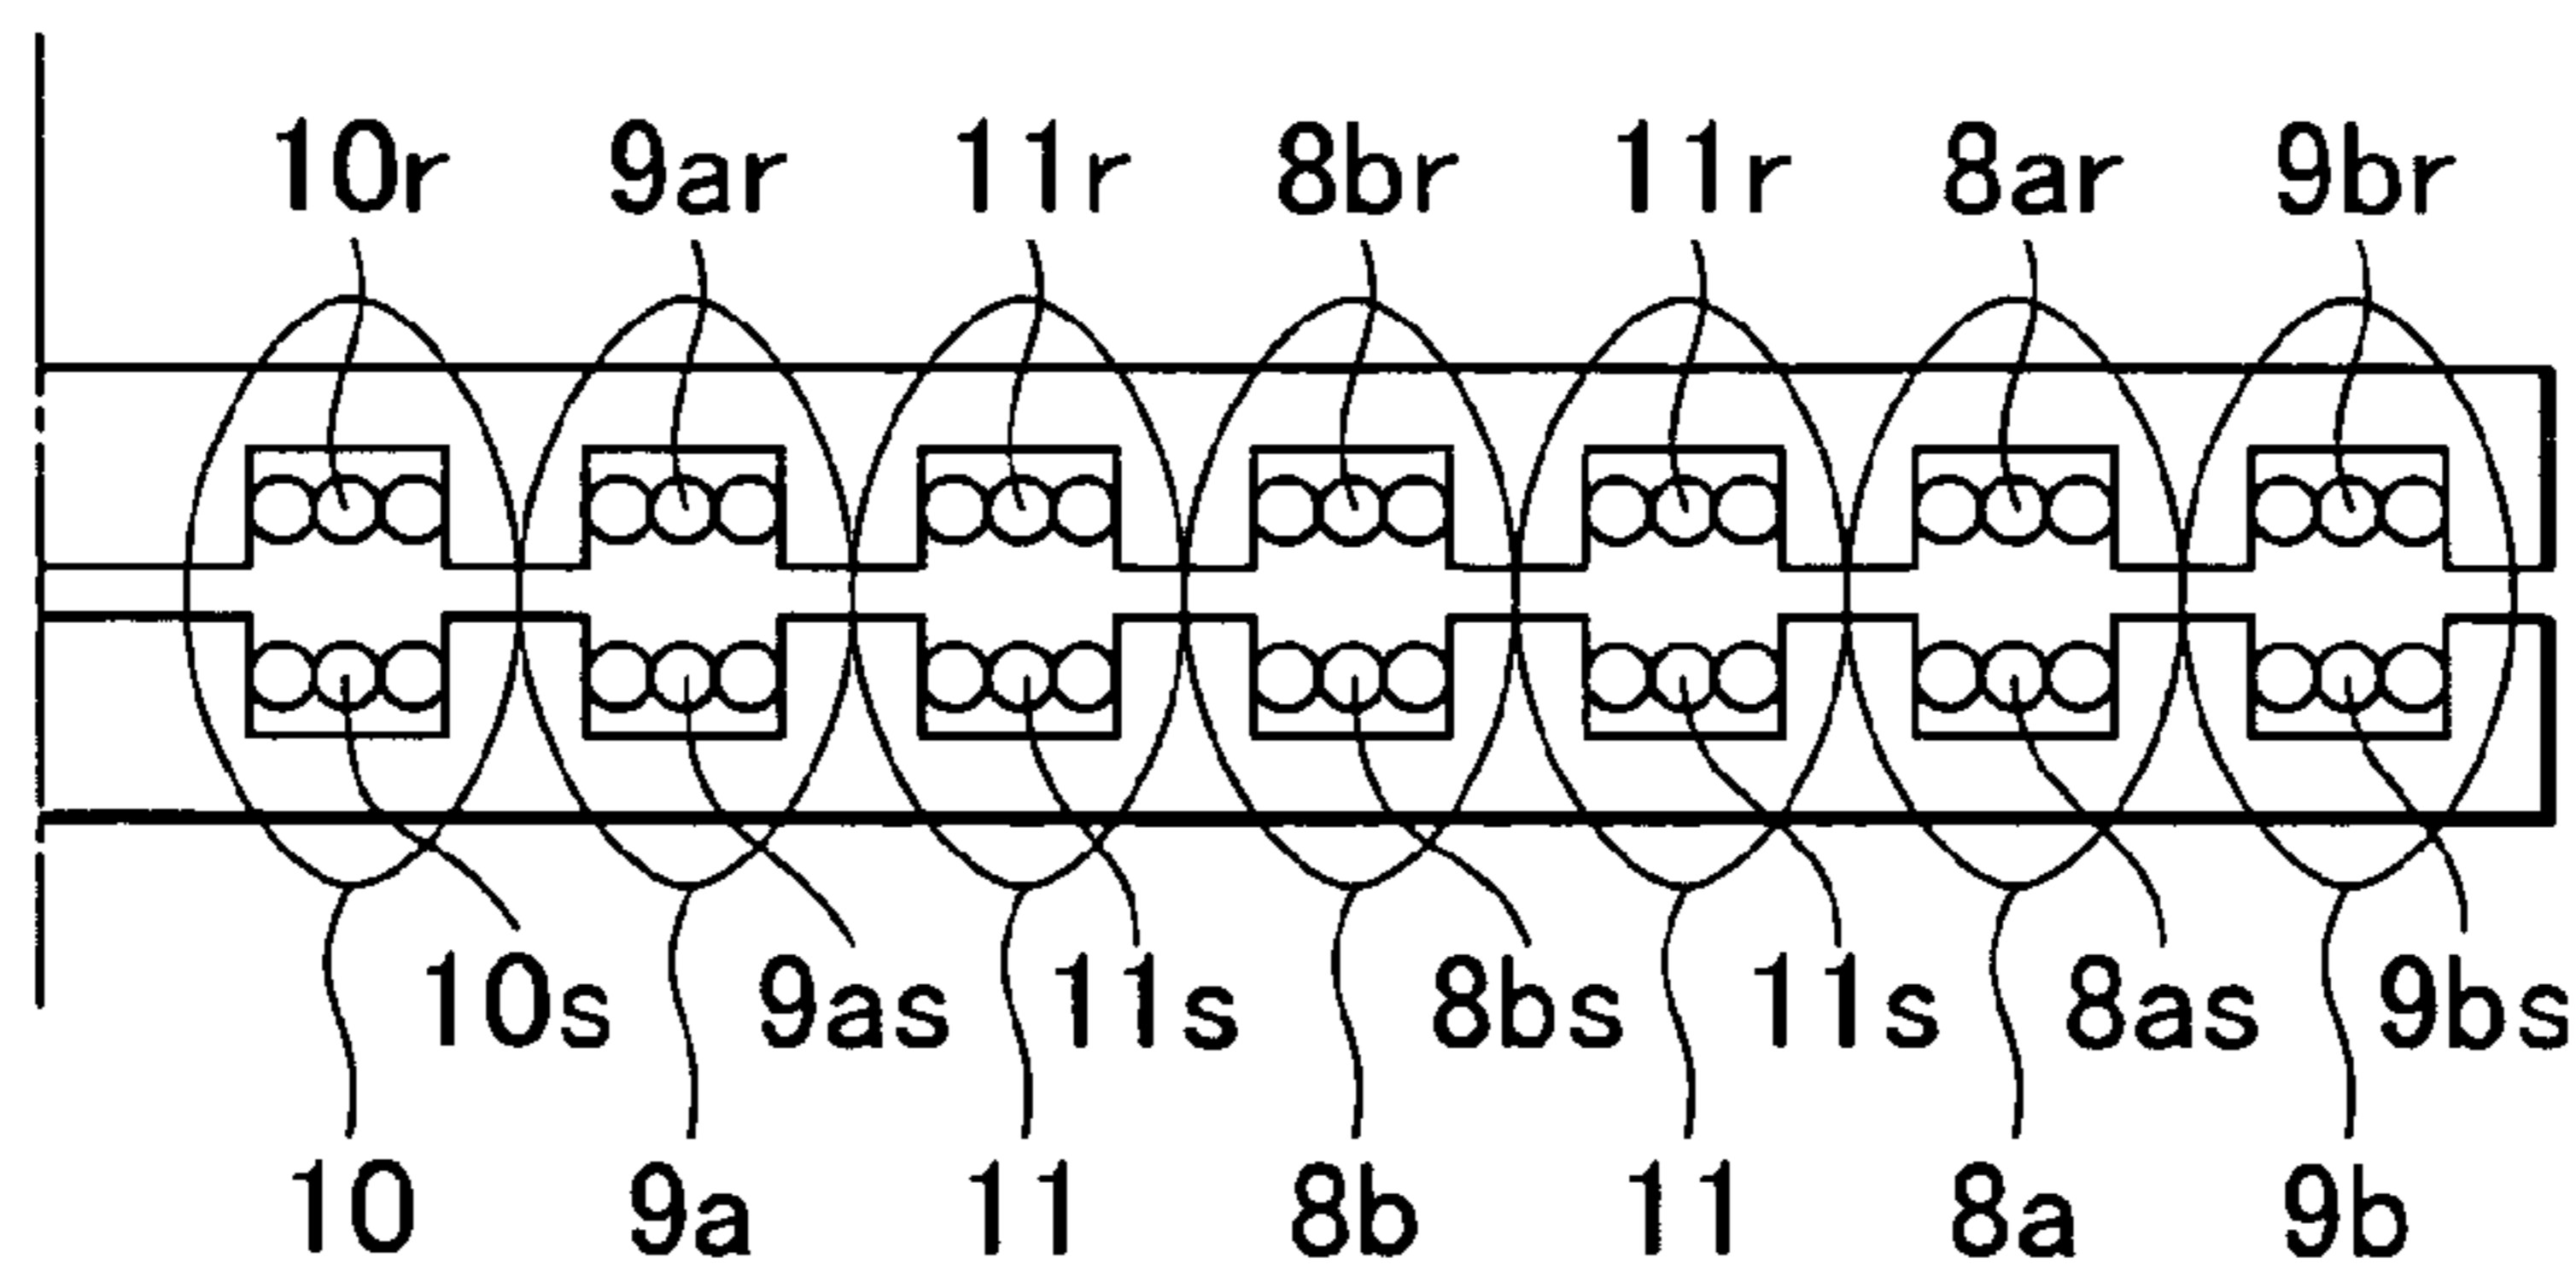 10r 9ar 11r 8br 11r 8ar 9br
10s 9as 11s 8bs 11s 8as 9bs
10 9a 11 8b 11 8a 9b